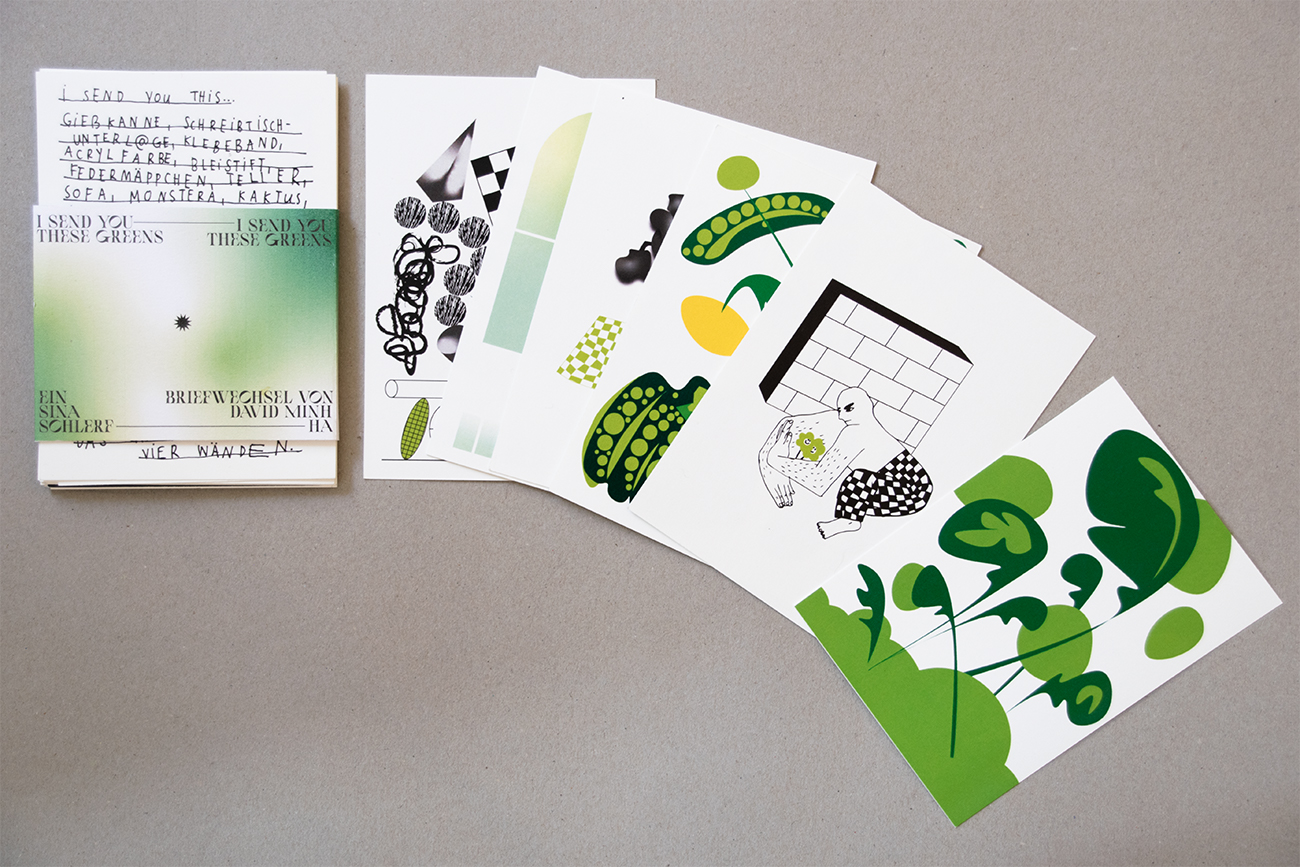 I SEND YOU THIS...
GIEßKANNE, SCHREIBTISCH-
UNTERL@GE, KLEBEBAND,
ACRYLFARBE, BLEISTIFT,
FEDERMÄPPCHEN, TELLER,
SOFA, MONSTERA, KAKTUS,
I SEND YOU I SEND YOU
THESE GREENS THESE GREENS
EIN BRIEFWECHSEL VON
SINA DAVID MINH
SCHLERF HA
VIER WÄNDEN.